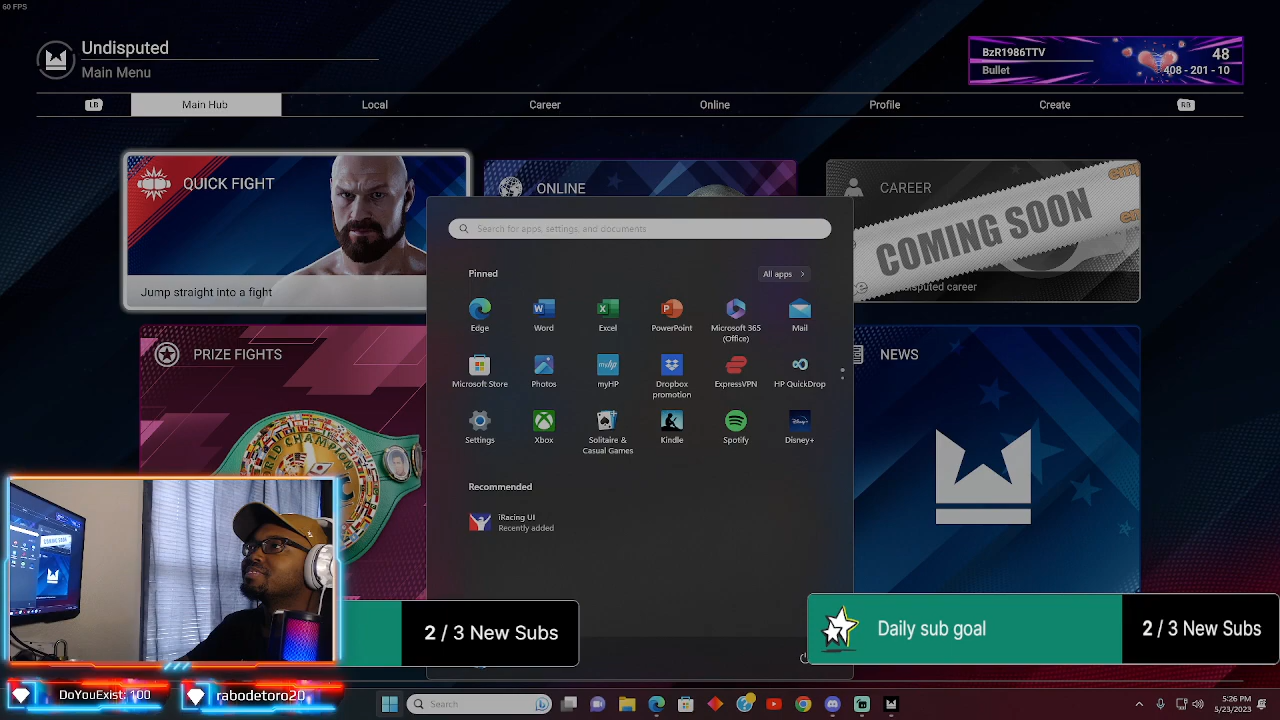 60 FPS
Undisputed
Main Menu
BzR1986TTV
48
Bullet
408 - 201 - 10
LB
Main Hub
Local
Career
Online
Profile
Create
RB
QUICK FIGHT
Jump straight into a fight
ONLINE
CAREER
COMING SOON
career
PRIZE FIGHTS
WORLD CHAMPION
NEWS
Search for apps, settings, and documents
Pinned
All apps >
Edge
Word
Excel
PowerPoint
Microsoft 365
(Office)
Mail
Microsoft Store
Photos
myHP
Dropbox
promotion
ExpressVPN
HP QuickDrop
Settings
Xbox
Solitaire &
Casual Games
Kindle
Spotify
Disney+
Recommended
iRacing UI
Recently added
2 / 3 New Subs
Daily sub goal
2 / 3 New Subs
DoYouExist: 100
rabodetoro20
Search
5:26 PM
5/23/2023